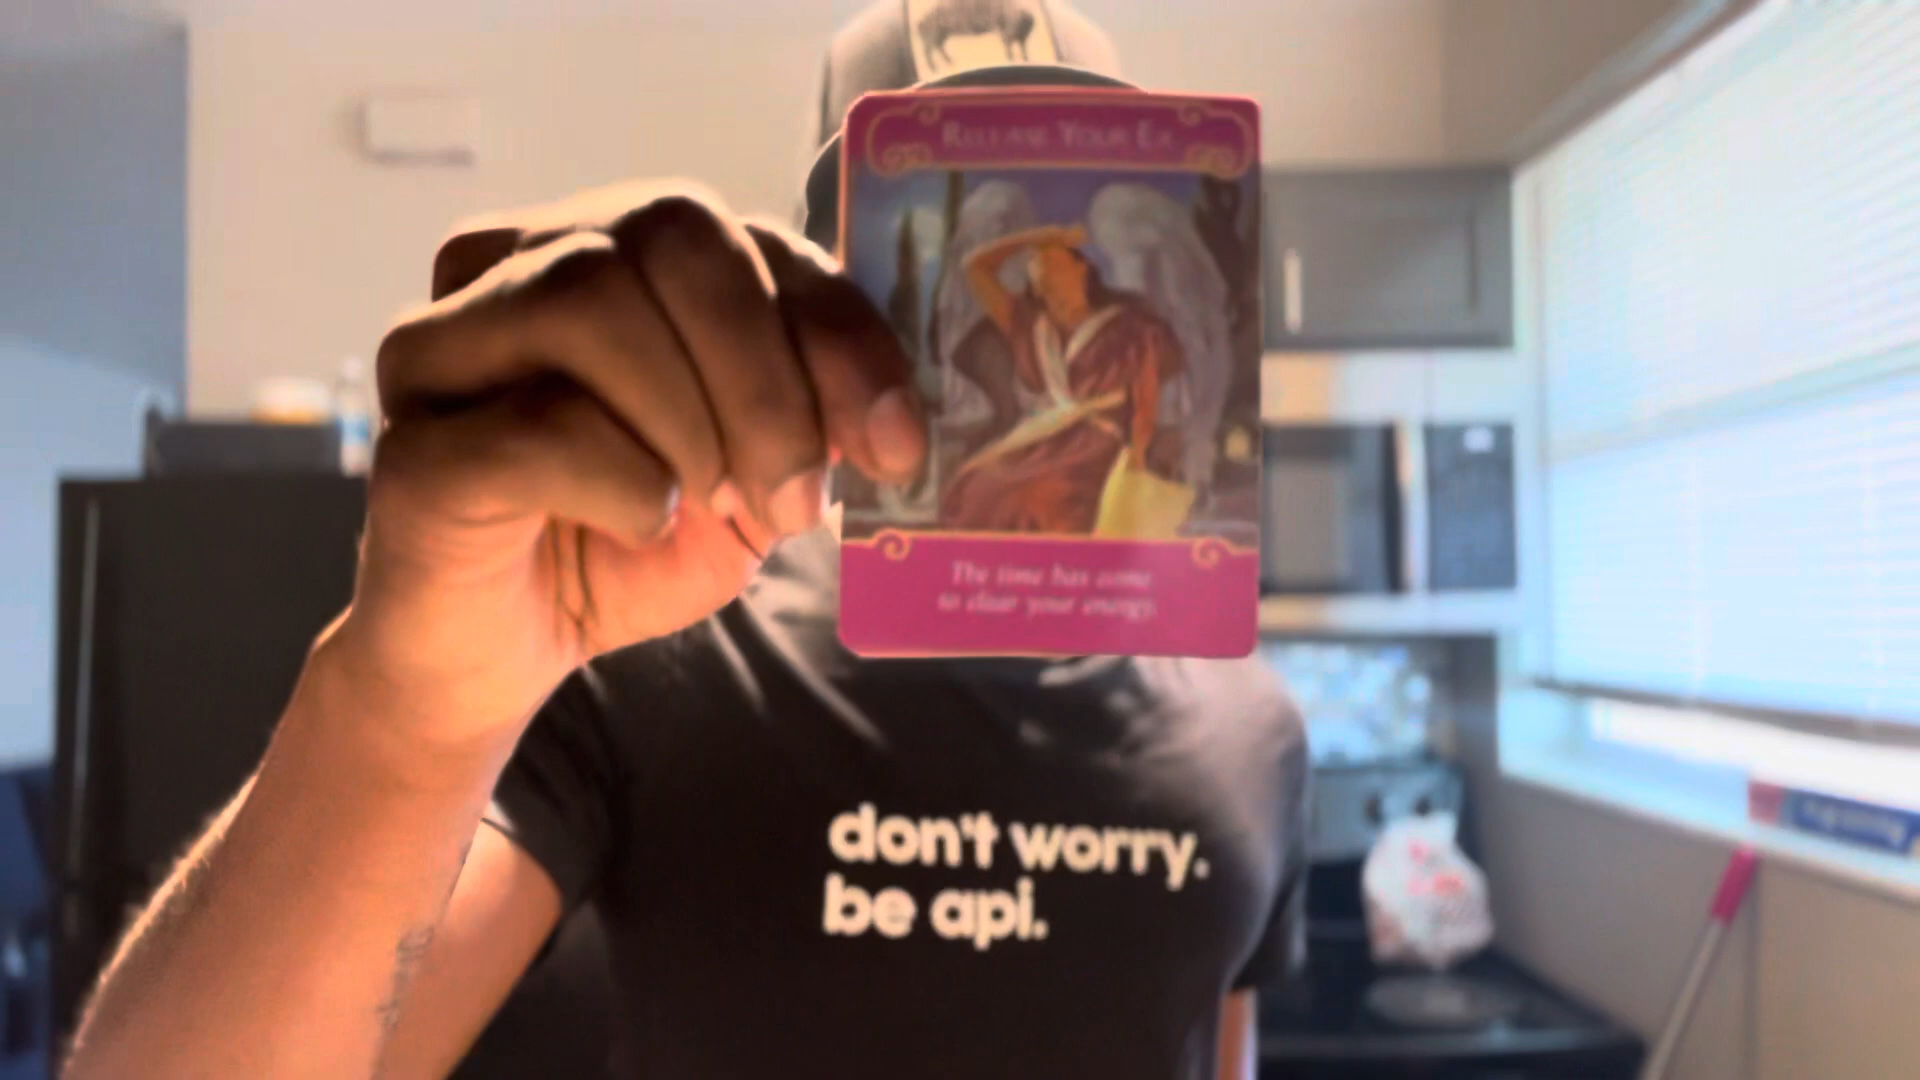 Release Your Ex
The time has come
to clear your energy.
don't worry.
be api.